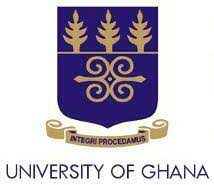 INTEGRI PROCEDAMUS
UNIVERSITY OF GHANA